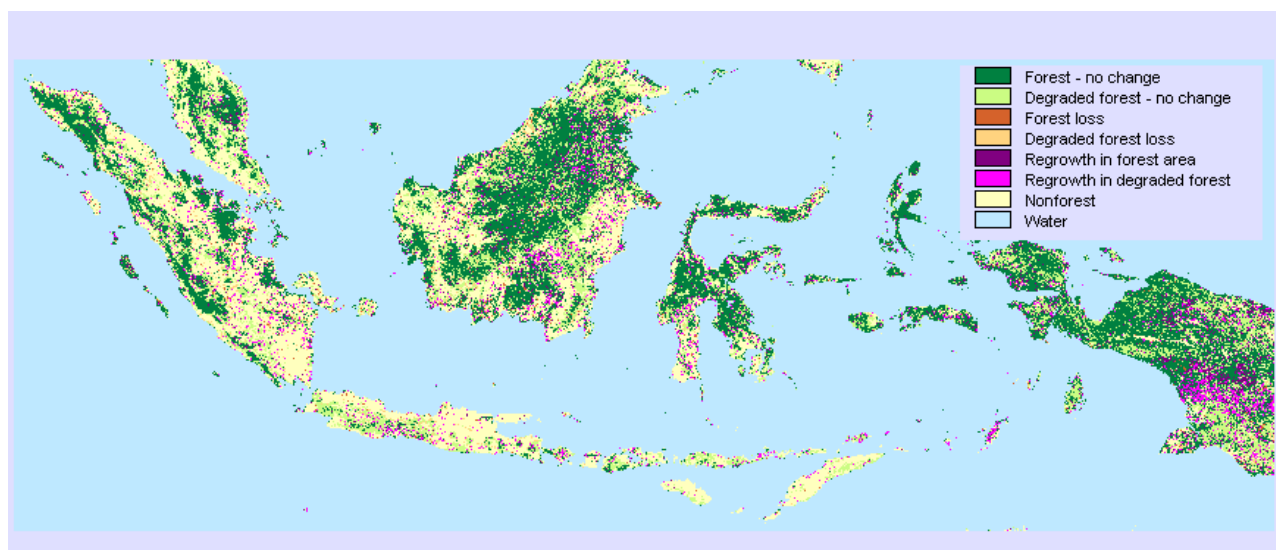 Forest - no change
Degraded forest - no change
Forest loss
Degraded forest loss
Regrowth in forest area
Regrowth in degraded forest
Nonforest
Water